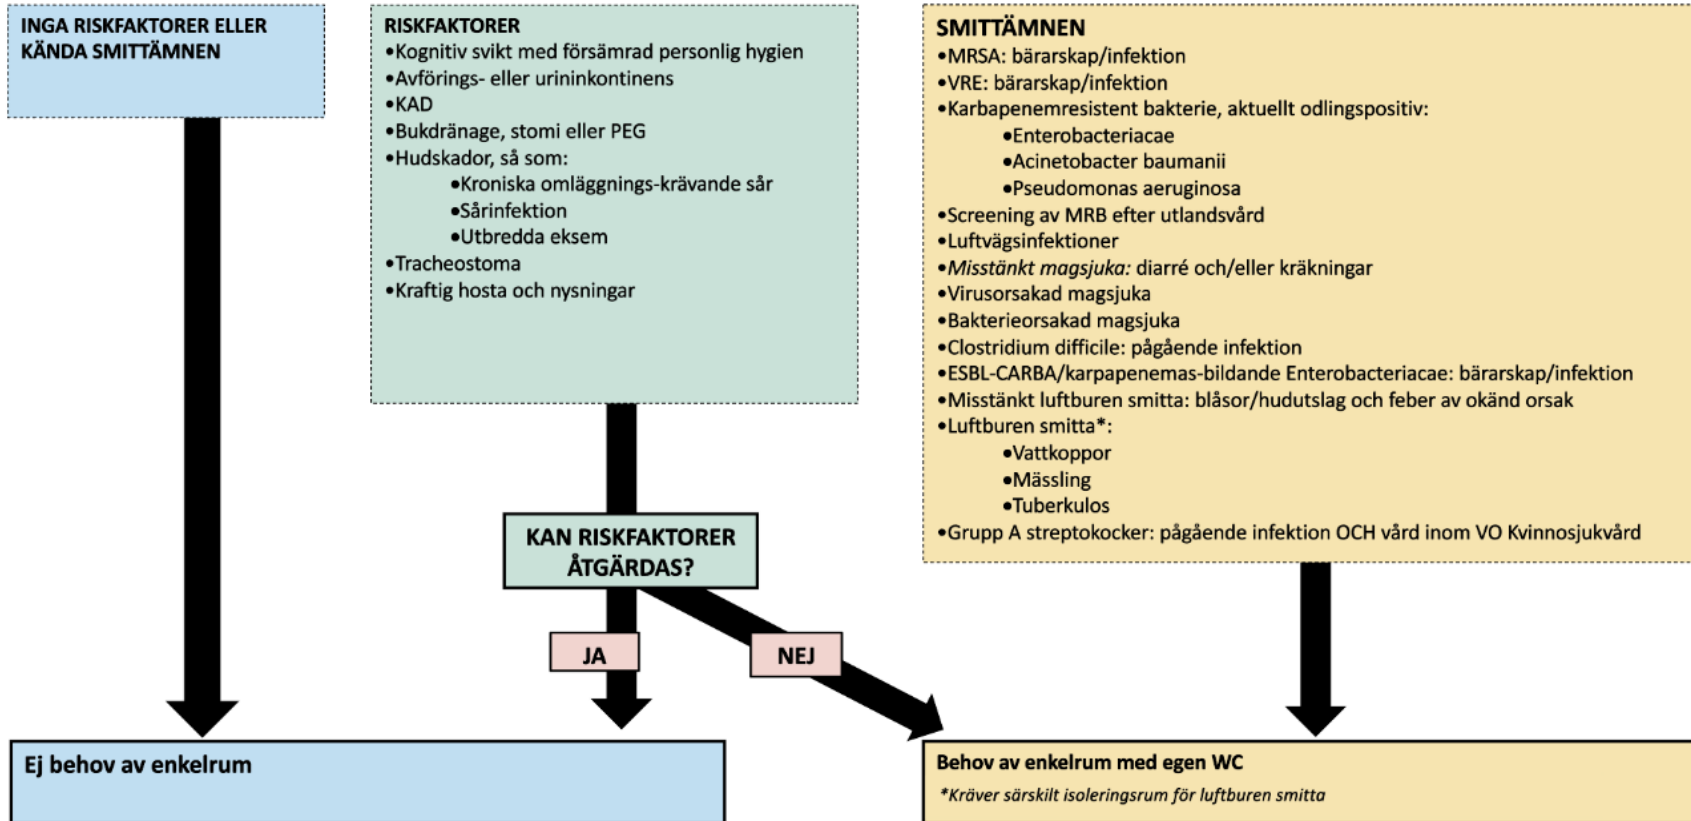 INGA RISKFAKTORER ELLER
KÄNDA SMITTÄMNEN
RISKFAKTORER
•Kognitiv svikt med försämrad personlig hygien
•Avförings- eller urininkontinens
•KAD
•Bukdränage, stomi eller PEG
•Hudskador, så som:
•Kroniska omläggnings-krävande sår
•Sårinfektion
•Utbredda eksem
•Tracheostoma
•Kraftig hosta och nysningar
SMITTÄMNEN
•MRSA: bärarskap/infektion
•VRE: bärarskap/infektion
•Karbapenemresistent bakterie, aktuellt odlingspositiv:
•Enterobacteriacae
•Acinetobacter baumanii
•Pseudomonas aeruginosa
•Screening av MRB efter utlandsvård
•Luftvägsinfektioner
•Misstänkt magsjuka: diarré och/eller kräkningar
•Virusorsakad magsjuka
•Bakterieorsakad magsjuka
•Clostridium difficile: pågående infektion
•ESBL-CARBA/karpapenemas-bildande Enterobacteriacae: bärarskap/infektion
•Misstänkt luftburen smitta: blåsor/hudutslag och feber av okänd orsak
•Luftburen smitta*:
•Vattkoppor
•Mässling
•Tuberkulos
•Grupp A streptokocker: pågående infektion OCH vård inom VO Kvinnosjukvård
KAN RISKFAKTORER
ÅTGÄRDAS?
JA
NEJ
Ej behov av enkelrum
Behov av enkelrum med egen WC
*Kräver särskilt isoleringsrum för luftburen smitta